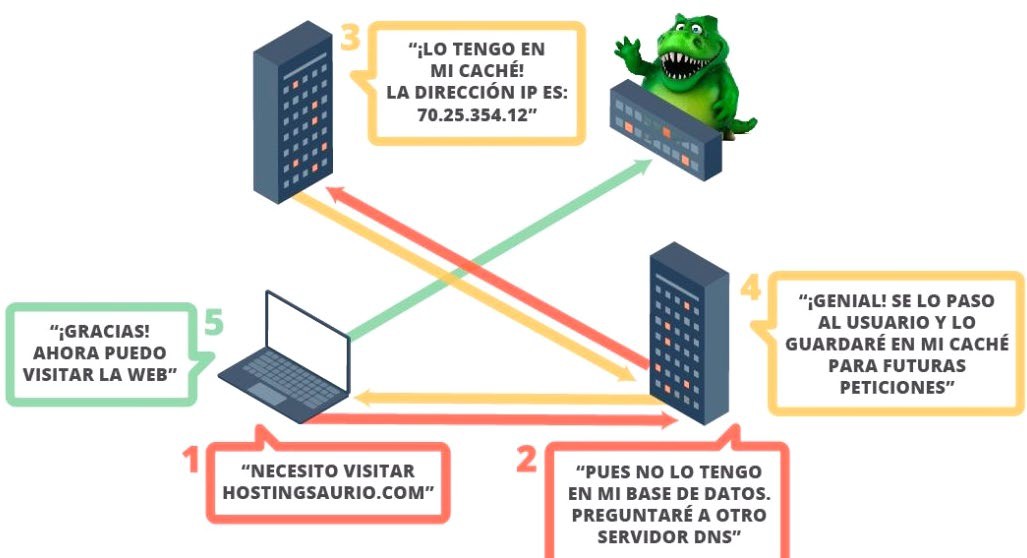 3
“¡LO TENGO EN
MI CACHÉ!
LA DIRECCIÓN IP ES:
70.25.354.12”
4
“¡GENIAL! SE LO PASO
AL USUARIO Y LO
GUARDARÉ EN MI CACHÉ
PARA FUTURAS
PETICIONES”
5
“¡GRACIAS!
AHORA PUEDO
VISITAR LA WEB”
1
“NECESITO VISITAR
HOSTINGSAURIO.COM”
2
“PUES NO LO TENGO
EN MI BASE DE DATOS.
PREGUNTARÉ A OTRO
SERVIDOR DNS”